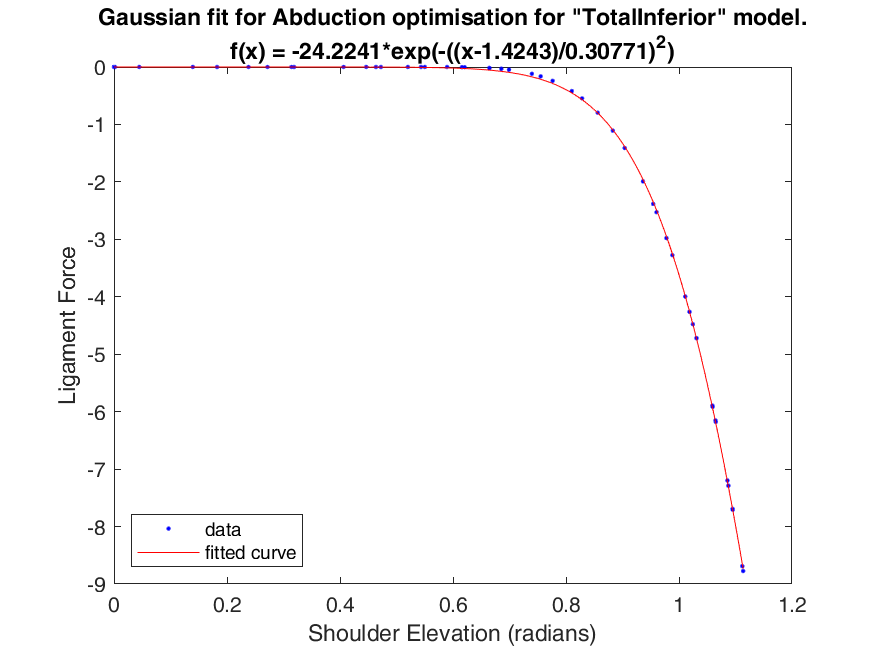 Gaussian fit for Abduction optimisation for "TotalInferior" model.
f(x) = -24.2241*exp(-((x-1.4243)/0.30771)²)
0
-1
-2
-3
-4
-5
-6
-7
-8
-9
Ligament Force
data
fitted curve
0 0.2 0.4 0.6 0.8 1 1.2
Shoulder Elevation (radians)